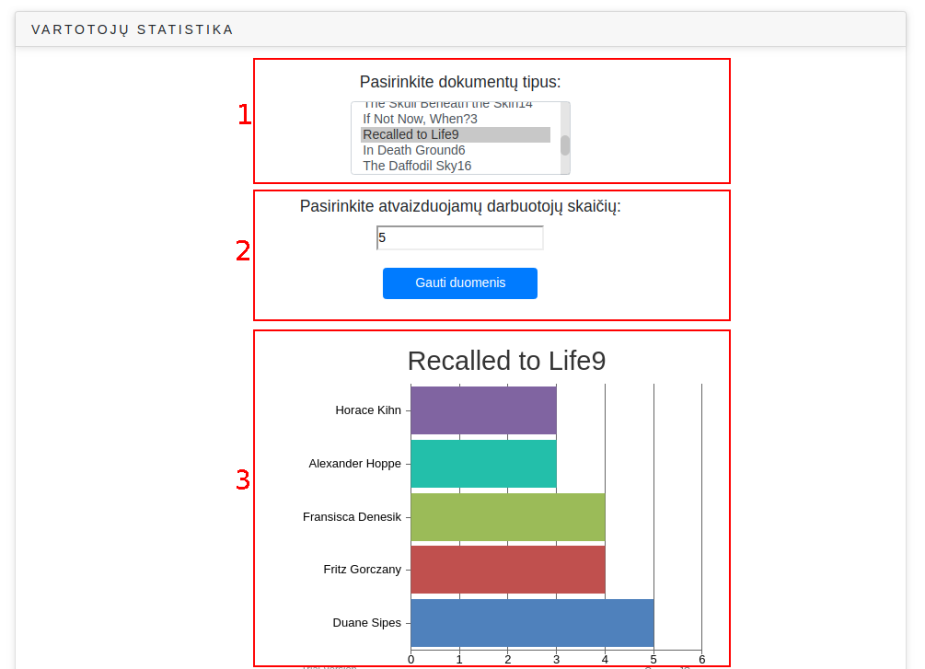 VARTOTOJŲ STATISTIKA
Pasirinkite dokumentų tipus:
1
The Skull Beneath the Skin14
If Not Now, When?3
Recalled to Life9
In Death Ground6
The Daffodil Sky16
Pasirinkite atvaizduojamų darbuotojų skaičių:
2
5
Gauti duomenis
Recalled to Life9
Horace Kihn
Alexander Hoppe
3
Fransisca Denesik
Fritz Gorczany
Duane Sipes
0 1 2 3 4 5 6